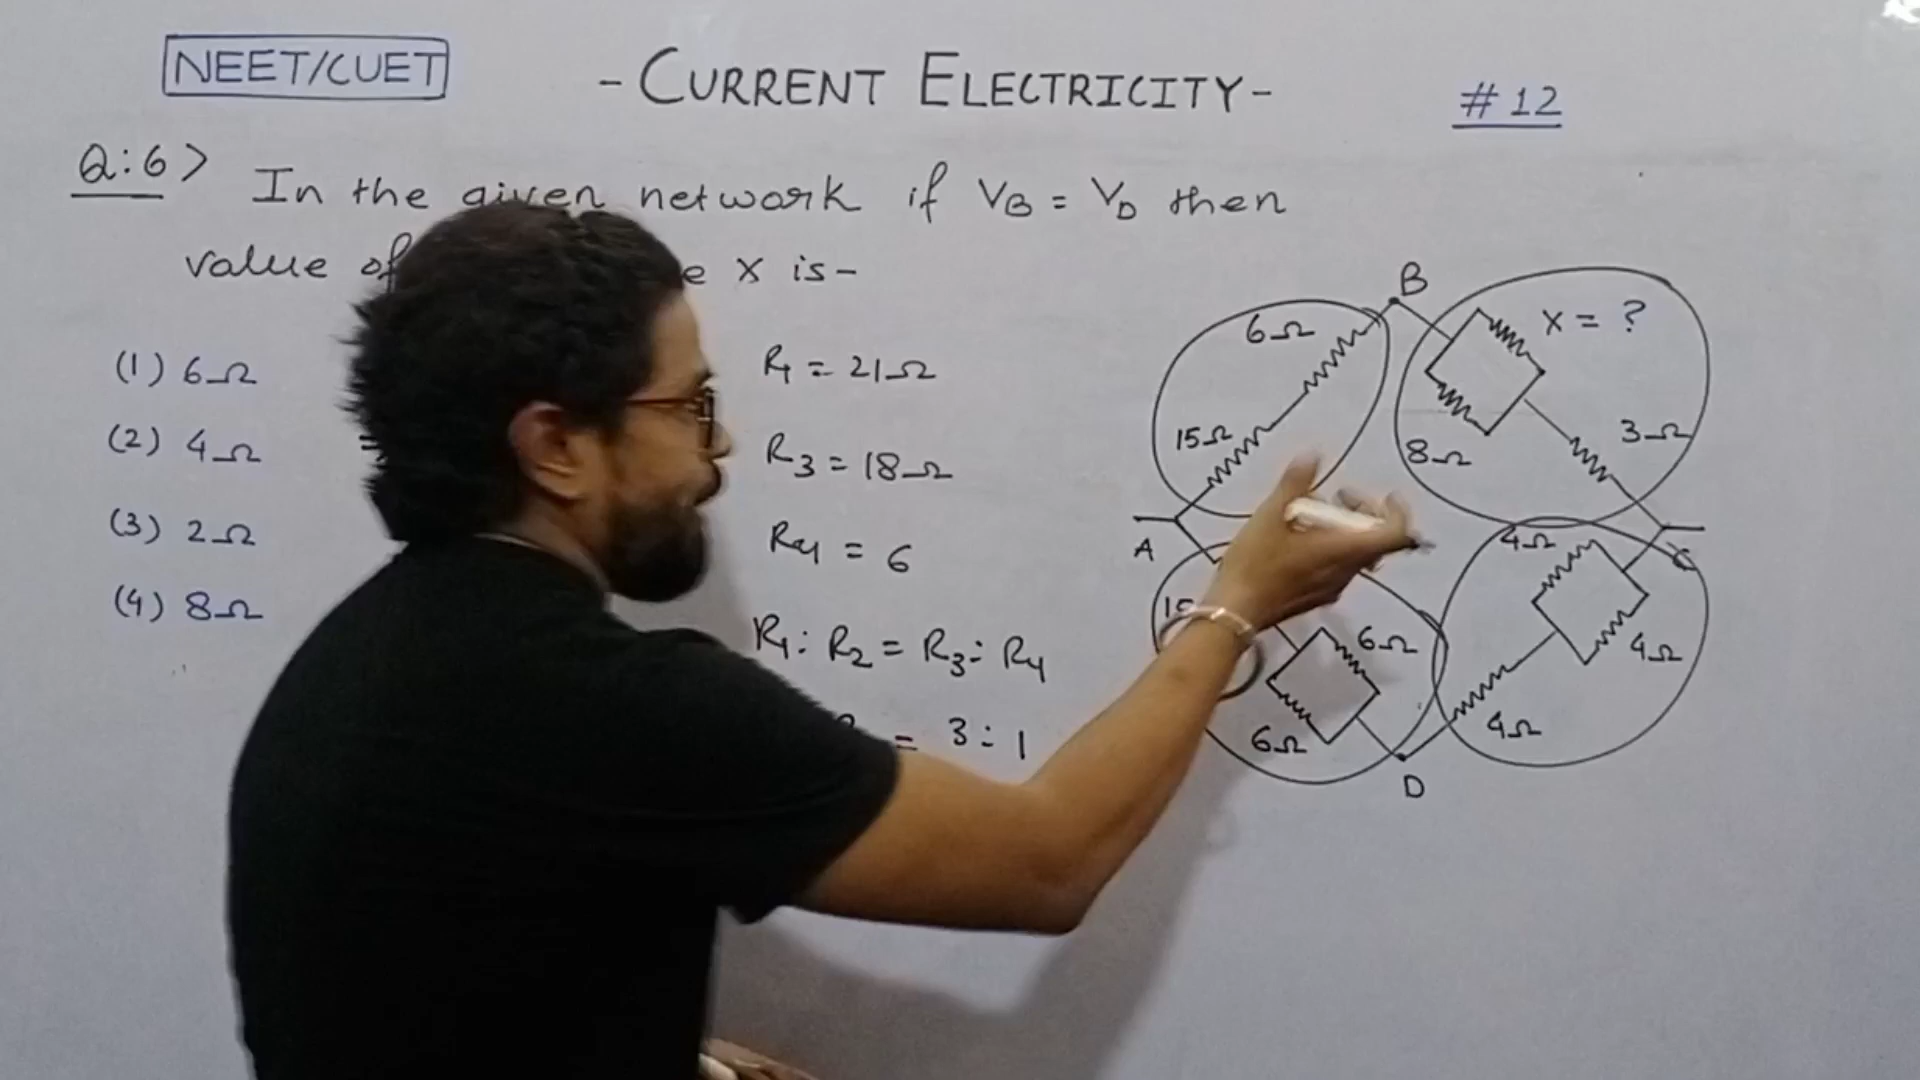 NEET/CUET
- CURRENT ELECTRICITY -
# 12
Q:6> In the given network if V_B = V_D then
value of x is -
(1) 6Ω
(2) 4Ω
(3) 2Ω
(4) 8Ω
R1 = 21Ω
R3 = 18Ω
R4 = 6
R1 : R2 = R3 : R4
= 3 : 1
B
6Ω
x = ?
15Ω
8Ω
3Ω
A
4Ω
C
6Ω
4Ω
6Ω
4Ω
D